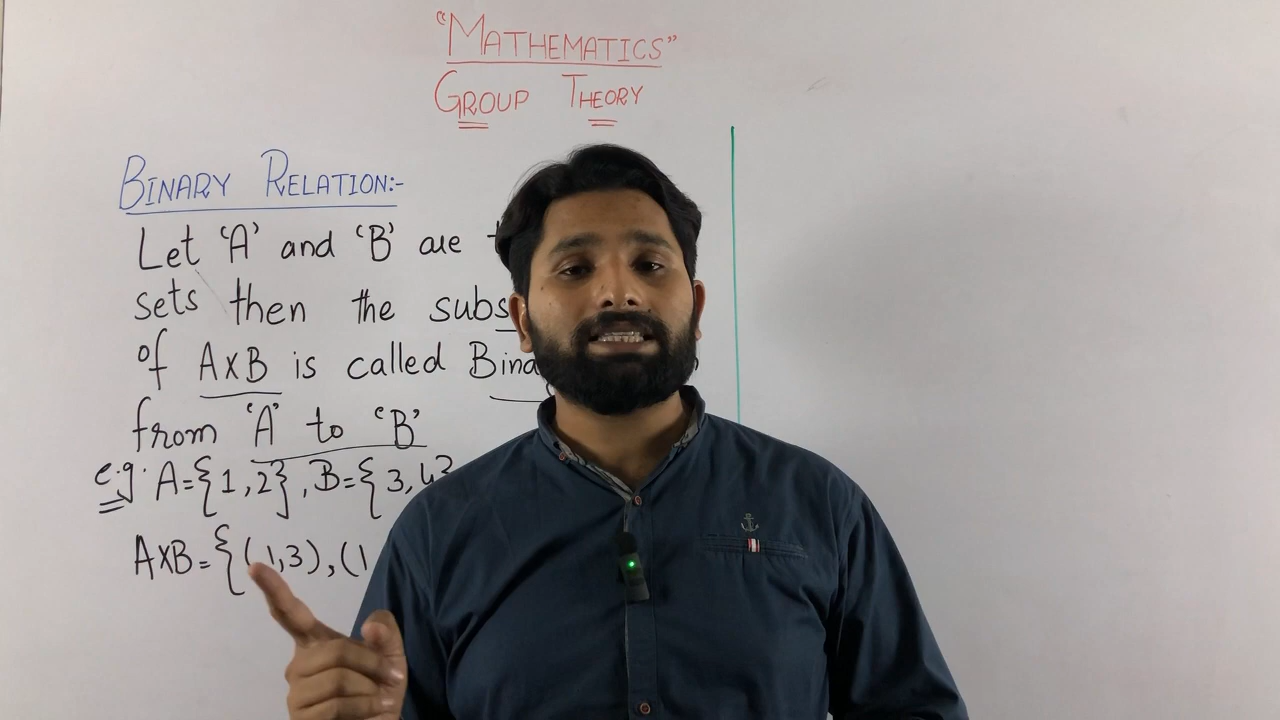 "MATHEMATICS"
GROUP THEORY
BINARY RELATION:-
Let 'A' and 'B' are
sets then the subs
of AxB is called Bina
from 'A' to 'B'
e.g: A={1,2}, B={3,4}
AxB={(1,3),(1